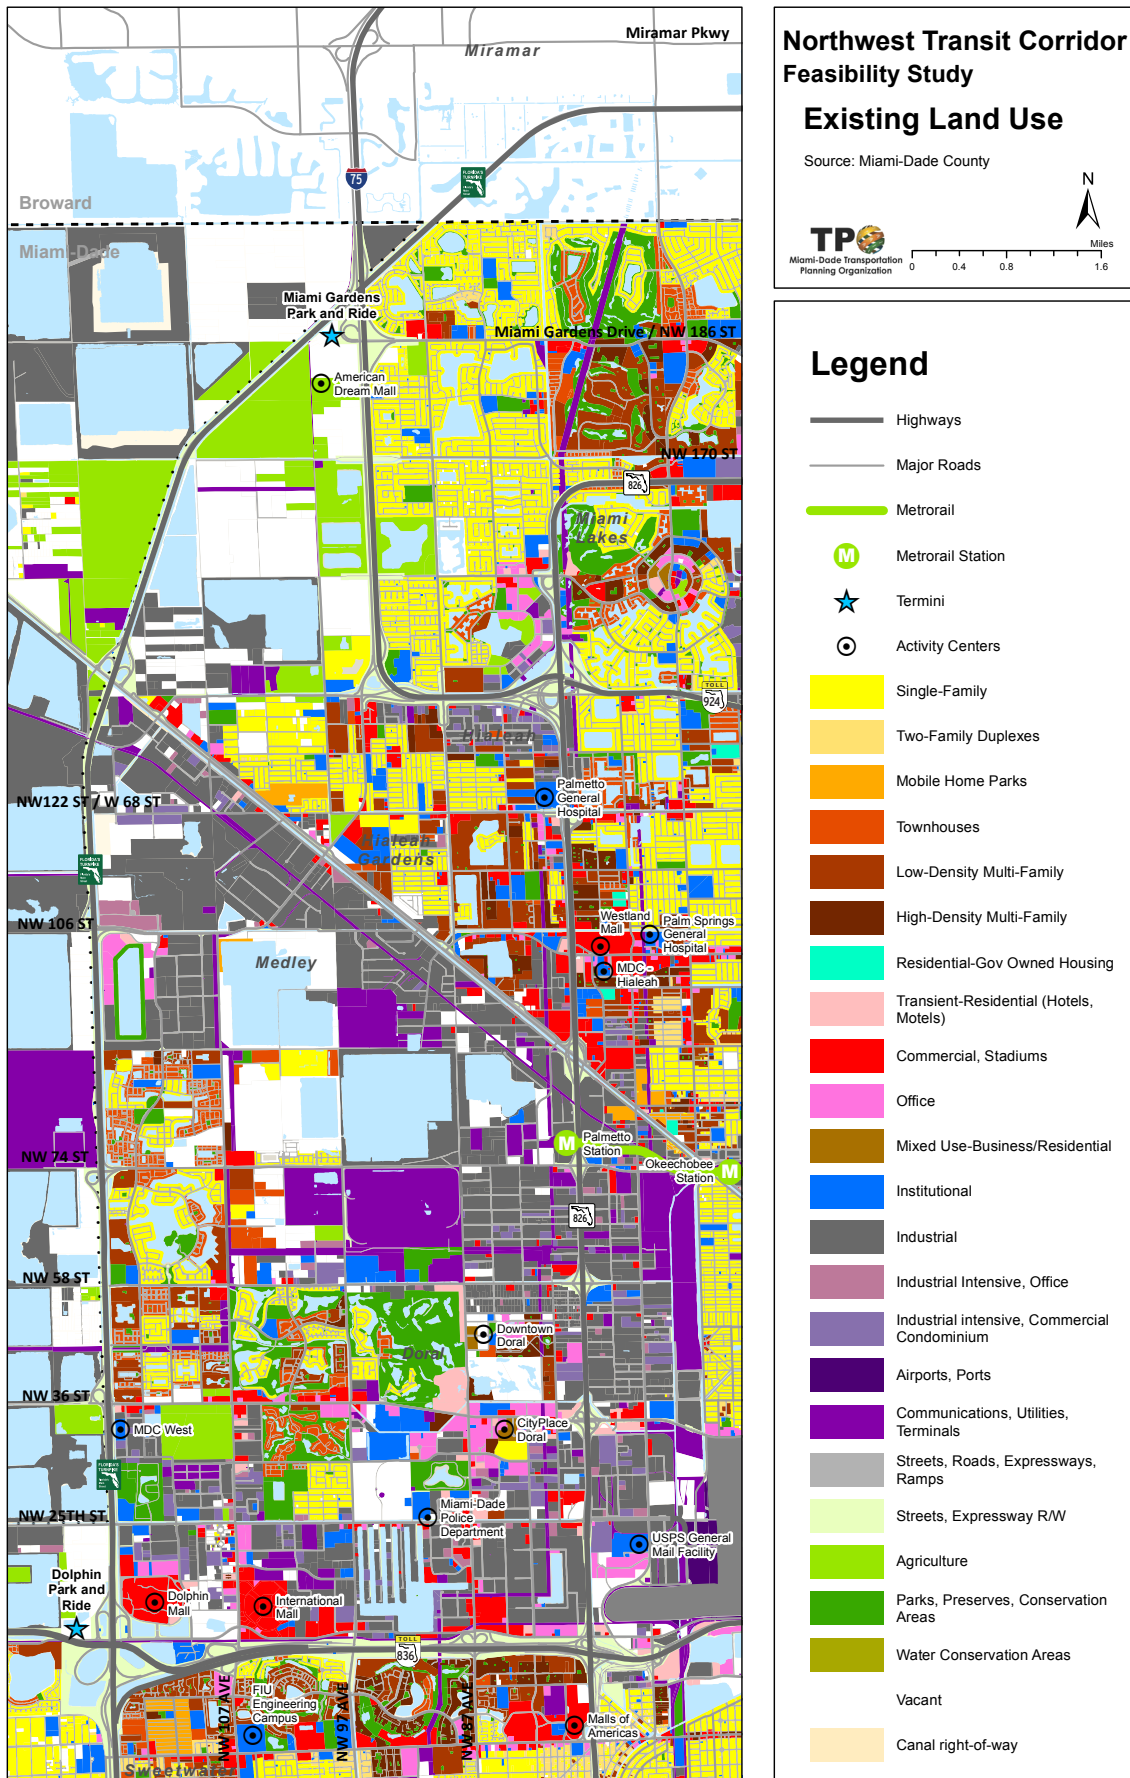 Miramar Pkwy
Miramar
75
Broward
Miami-Dade
Miami Gardens
Park and Ride
Miami Gardens Drive / NW 186 ST
American
Dream Mall
NW 170 ST
826
Miami
Lakes
TOLL
924
Hialeah
NW122 ST / W 68 ST
Palmetto
General
Hospital
Hialeah
Gardens
NW 106 ST
Westland
Mall
Palm Springs
General
Hospital
MDC -
Hialeah
Medley
NW 74 ST
Palmetto
Station
M
Okeechobee
Station
M
826
NW 58 ST
Downtown
Doral
Doral
NW 36 ST
MDC West
CityPlace
Doral
NW 25TH ST
Miami-Dade
Police
Department
USPS General
Mail Facility
Dolphin
Park and
Ride
Dolphin
Mall
International
Mall
TOLL
836
NW 107 AVE
FIU
Engineering
Campus
NW 97 AVE
NW 87 AVE
Malls of
Americas
Sweetwater
Northwest Transit Corridor
Feasibility Study
Existing Land Use
Source: Miami-Dade County
N
TPO
Miami-Dade Transportation
Planning Organization
Miles
0 0.4 0.8 1.6
Legend
Highways
Major Roads
Metrorail
M
Metrorail Station
Termini
Activity Centers
Single-Family
Two-Family Duplexes
Mobile Home Parks
Townhouses
Low-Density Multi-Family
High-Density Multi-Family
Residential-Gov Owned Housing
Transient-Residential (Hotels,
Motels)
Commercial, Stadiums
Office
Mixed Use-Business/Residential
Institutional
Industrial
Industrial Intensive, Office
Industrial intensive, Commercial
Condominium
Airports, Ports
Communications, Utilities,
Terminals
Streets, Roads, Expressways,
Ramps
Streets, Expressway R/W
Agriculture
Parks, Preserves, Conservation
Areas
Water Conservation Areas
Vacant
Canal right-of-way